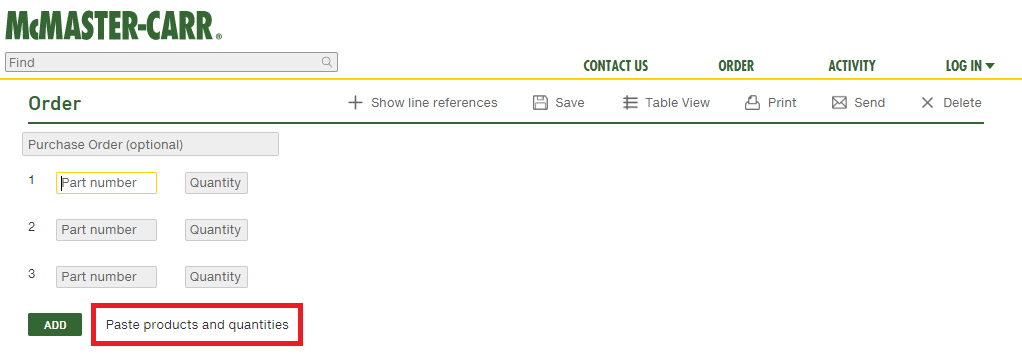 McMASTER-CARR®
Find
CONTACT US ORDER ACTIVITY LOG IN
Order Show line references Save Table View Print Send Delete
Purchase Order (optional)
1 Part number Quantity
2 Part number Quantity
3 Part number Quantity
ADD Paste products and quantities